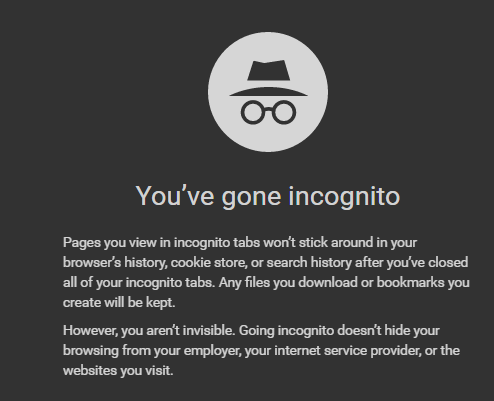 You’ve gone incognito
Pages you view in incognito tabs won’t stick around in your
browser’s history, cookie store, or search history after you’ve closed
all of your incognito tabs. Any files you download or bookmarks you
create will be kept.
However, you aren’t invisible. Going incognito doesn’t hide your
browsing from your employer, your internet service provider, or the
websites you visit.